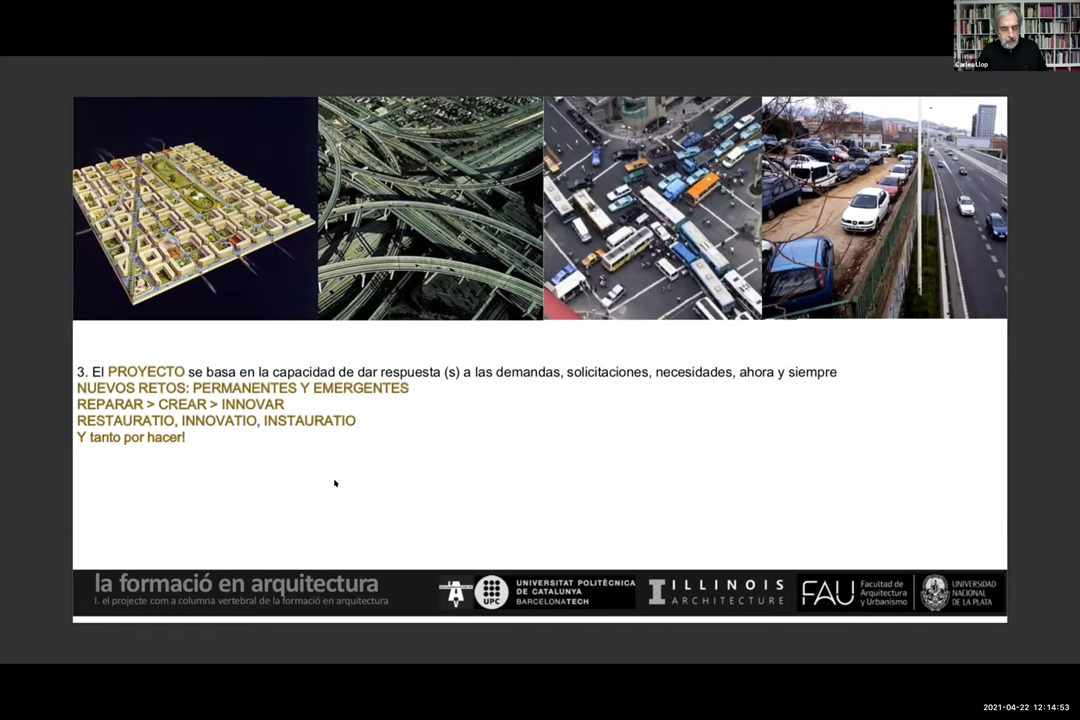 Carles Llop
3. El PROYECTO se basa en la capacidad de dar respuesta (s) a las demandas, solicitaciones, necesidades, ahora y siempre
NUEVOS RETOS: PERMANENTES Y EMERGENTES
REPARAR > CREAR > INNOVAR
RESTAURATIO, INNOVATIO, INSTAURATIO
Y tanto por hacer!
la formació en arquitectura
I. el projecte com a columna vertebral de la formació en arquitectura
UPC
UNIVERSITAT POLITÈCNICA
DE CATALUNYA
BARCELONATECH
ILLINOIS
ARCHITECTURE
FAU
Facultad de
Arquitectura
y Urbanismo
UNIVERSIDAD
NACIONAL
DE LA PLATA
2021-04-22 12:14:53